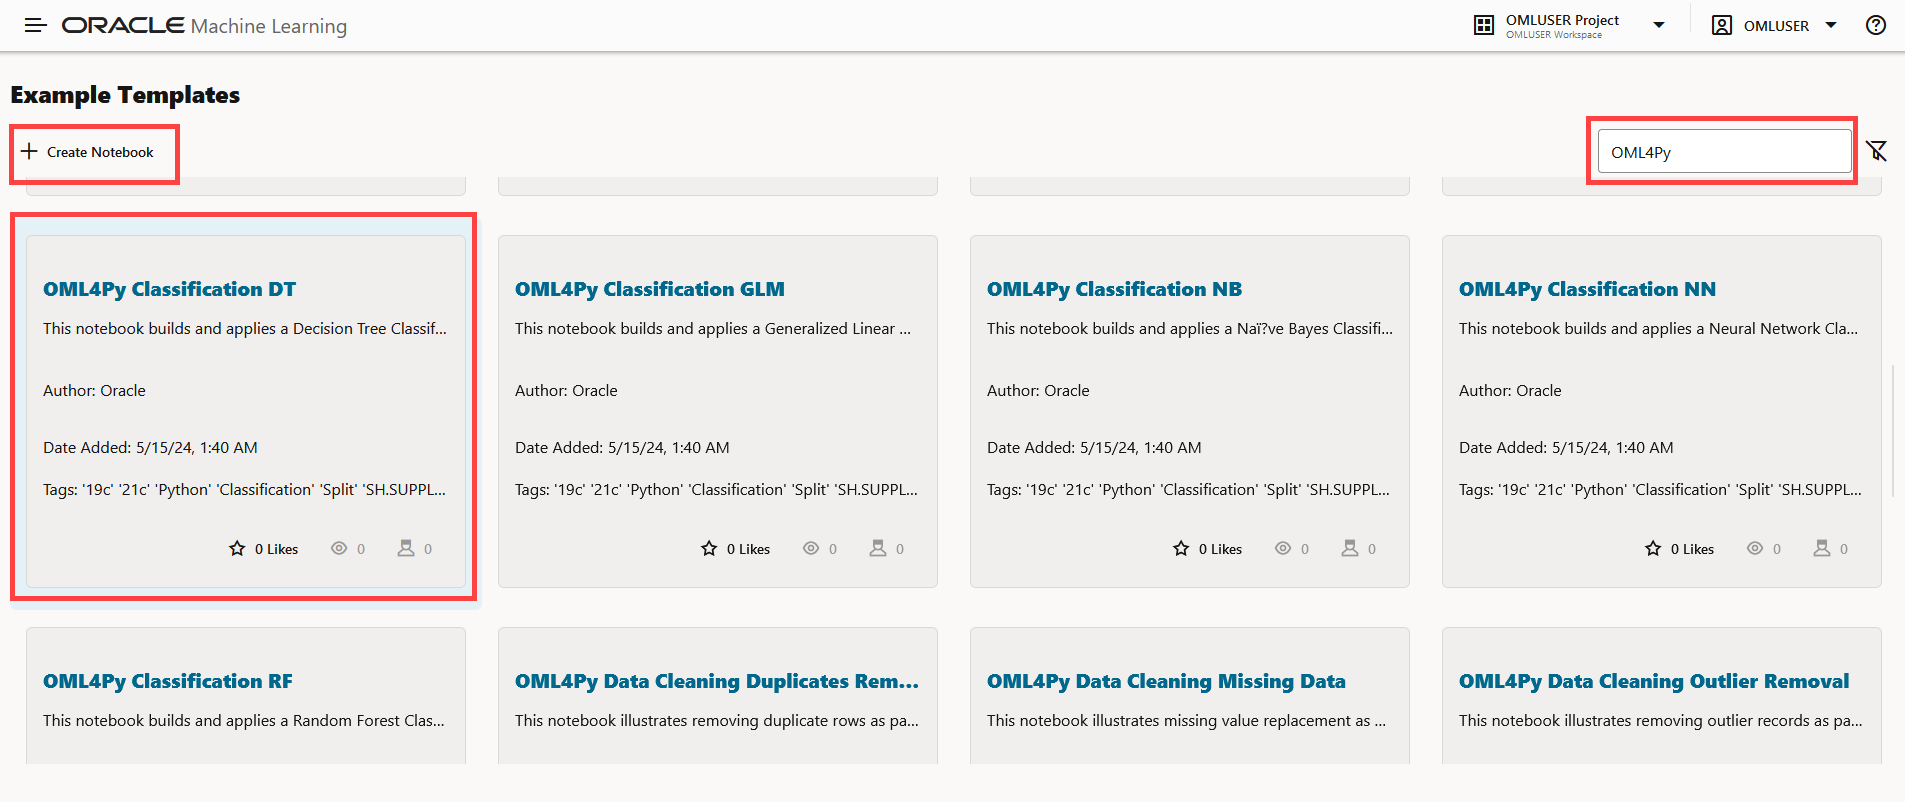 ORACLE Machine Learning
OMLUSER Project
OMLUSER Workspace
OMLUSER
Example Templates
Create Notebook
OML4Py
OML4Py Classification DT
This notebook builds and applies a Decision Tree Classif...
Author: Oracle
Date Added: 5/15/24, 1:40 AM
Tags: '19c' '21c' 'Python' 'Classification' 'Split' 'SH.SUPPL...
0 Likes 0 0
OML4Py Classification GLM
This notebook builds and applies a Generalized Linear ...
Author: Oracle
Date Added: 5/15/24, 1:40 AM
Tags: '19c' '21c' 'Python' 'Classification' 'Split' 'SH.SUPPL...
0 Likes 0 0
OML4Py Classification NB
This notebook builds and applies a Naï?ve Bayes Classifi...
Author: Oracle
Date Added: 5/15/24, 1:40 AM
Tags: '19c' '21c' 'Python' 'Classification' 'Split' 'SH.SUPPL...
0 Likes 0 0
OML4Py Classification NN
This notebook builds and applies a Neural Network Cla...
Author: Oracle
Date Added: 5/15/24, 1:40 AM
Tags: '19c' '21c' 'Python' 'Classification' 'Split' 'SH.SUPPL...
0 Likes 0 0
OML4Py Classification RF
This notebook builds and applies a Random Forest Clas...
OML4Py Data Cleaning Duplicates Rem...
This notebook illustrates removing duplicate rows as pa...
OML4Py Data Cleaning Missing Data
This notebook illustrates missing value replacement as ...
OML4Py Data Cleaning Outlier Removal
This notebook illustrates removing outlier records as pa...